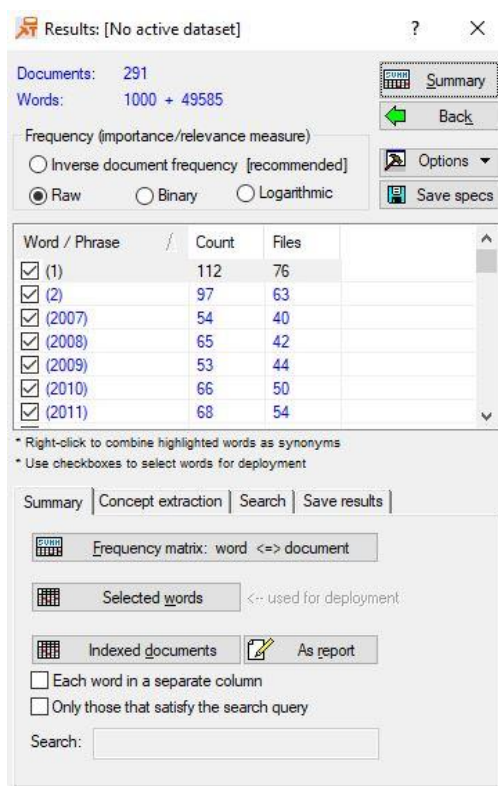 Results: [No active dataset] ? X
Documents: 291
Words: 1000 + 49585
Summary
Back
Frequency (importance/relevance measure)
Inverse document frequency [recommended]
Raw Binary Logarithmic
Options
Save specs
Word / Phrase / Count Files
(1) 112 76
(2) 97 63
(2007) 54 40
(2008) 65 42
(2009) 53 44
(2010) 66 50
(2011) 68 54
* Right-click to combine highlighted words as synonyms
* Use checkboxes to select words for deployment
Summary Concept extraction Search Save results
SUMM Frequency matrix: word <=> document
Selected words <-- used for deployment
Indexed documents As report
Each word in a separate column
Only those that satisfy the search query
Search: